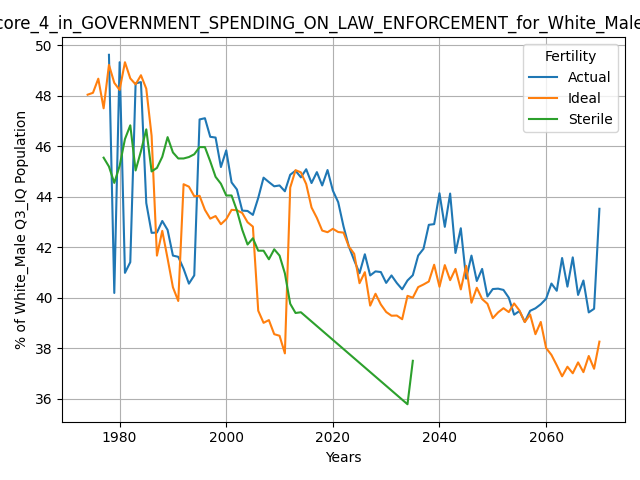 core_4_in_GOVERNMENT_SPENDING_ON_LAW_ENFORCEMENT_for_White_Male
50
48
46
44
42
40
38
36
% of White_Male Q3_IQ Population
Fertility
Actual
Ideal
Sterile
1980
2000
2020
2040
2060
Years